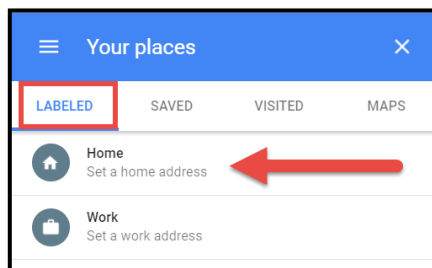 Your places
LABELED SAVED VISITED MAPS
Home
Set a home address
Work
Set a work address